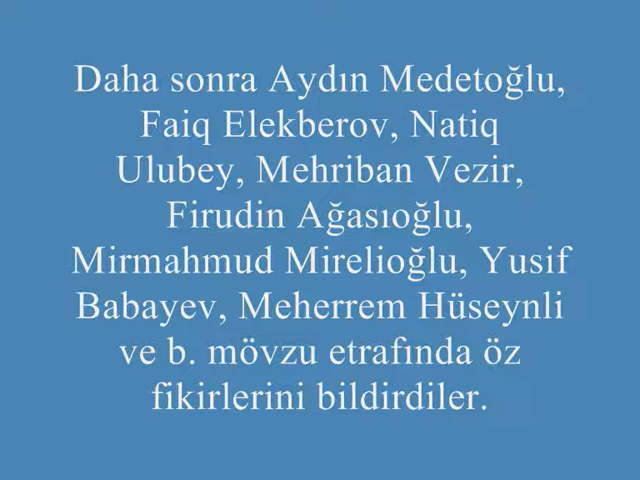 Daha sonra Aydın Medetoğlu,
Faiq Elekberov, Natiq
Ulubey, Mehriban Vezir,
Firudin Ağasıoğlu,
Mirmahmud Mirelioğlu, Yusif
Babayev, Meherrem Hüseynli
ve b. mövzu etrafında öz
fikirlerini bildirdiler.